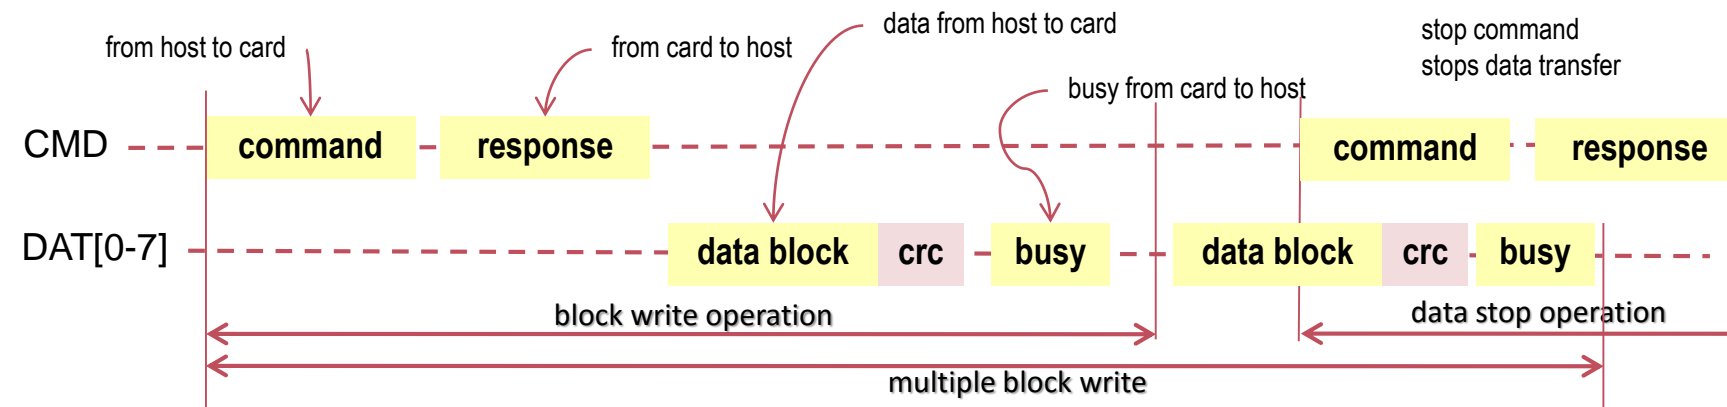 data from host to card
stop command
from host to card
from card to host
stops data transfer
busy from card to host
CMD command response command response
DAT[0-7] data block crc busy data block crc busy
block write operation
data stop operation
multiple block write